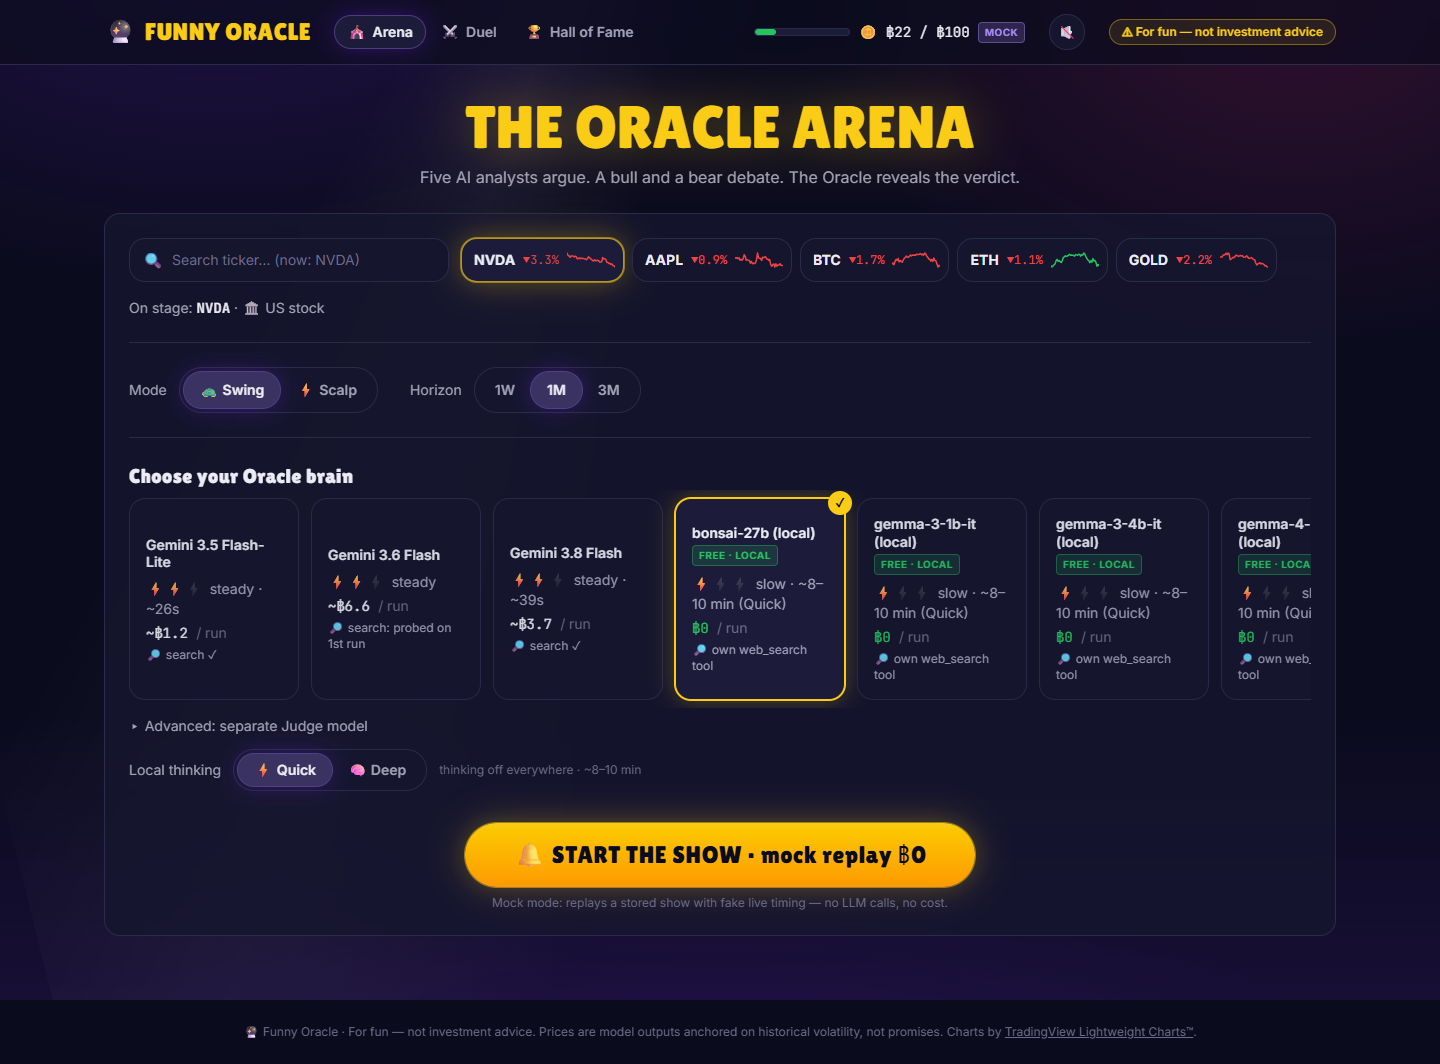 FUNNY ORACLE
Arena
Duel
Hall of Fame
฿22 / ฿100
MOCK
⚠ For fun — not investment advice
THE ORACLE ARENA
Five AI analysts argue. A bull and a bear debate. The Oracle reveals the verdict.
Search ticker... (now: NVDA)
NVDA ▼3.3%
AAPL ▼0.9%
BTC ▼1.7%
ETH ▼1.1%
GOLD ▼2.2%
On stage: NVDA · US stock
Mode
Swing
Scalp
Horizon
1W
1M
3M
Choose your Oracle brain
Gemini 3.5 Flash-
Lite
steady ·
~26s
~฿1.2 / run
search ✓
Gemini 3.6 Flash
steady
~฿6.6 / run
search: probed on
1st run
Gemini 3.8 Flash
steady ·
~39s
~฿3.7 / run
search ✓
✓
bonsai-27b (local)
FREE · LOCAL
slow · ~8–
10 min (Quick)
฿0 / run
own web_search
tool
gemma-3-1b-it
(local)
FREE · LOCAL
slow · ~8–
10 min (Quick)
฿0 / run
own web_search
tool
gemma-3-4b-it
(local)
FREE · LOCAL
slow · ~8–
10 min (Quick)
฿0 / run
own web_search
tool
gemma-4-
(local)
FREE · LOCA
10 min (Qui
฿0 / run
own web_
tool
▸ Advanced: separate Judge model
Local thinking
Quick
Deep
thinking off everywhere · ~8–10 min
START THE SHOW · mock replay ฿0
Mock mode: replays a stored show with fake live timing — no LLM calls, no cost.
Funny Oracle · For fun — not investment advice. Prices are model outputs anchored on historical volatility, not promises. Charts by TradingView Lightweight Charts™.